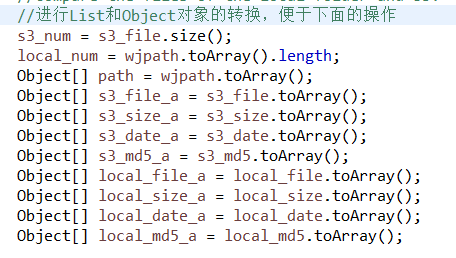 //进行List和Object对象的转换，便于下面的操作
s3_num = s3_file.size();
local_num = wjpath.toArray().length;
Object[] path = wjpath.toArray();
Object[] s3_file_a = s3_file.toArray();
Object[] s3_size_a = s3_size.toArray();
Object[] s3_date_a = s3_date.toArray();
Object[] s3_md5_a = s3_md5.toArray();
Object[] local_file_a = local_file.toArray();
Object[] local_size_a = local_size.toArray();
Object[] local_date_a = local_date.toArray();
Object[] local_md5_a = local_md5.toArray();